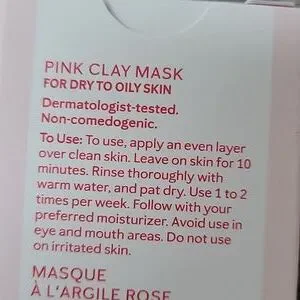 PINK CLAY MASK
FOR DRY TO OILY SKIN
Dermatologist-tested.
Non-comedogenic.
To Use: To use, apply an even layer
over clean skin. Leave on skin for 10
minutes. Rinse thoroughly with
warm water, and pat dry. Use 1 to 2
times per week. Follow with your
preferred moisturizer. Avoid use in
eye and mouth areas. Do not use
on irritated skin.
MASQUE
À L'ARGILE ROSE